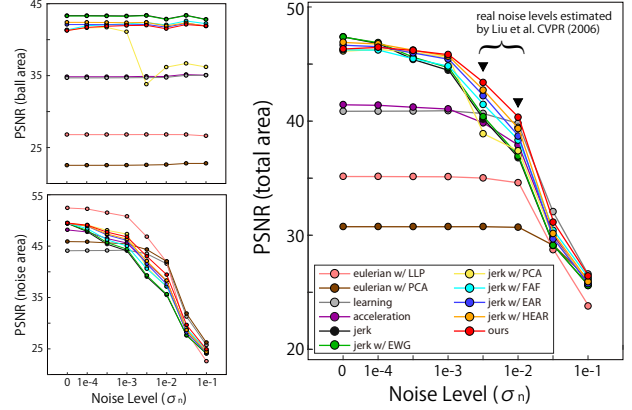 PSNR (ball area)
45
35
25
PSNR (noise area)
55
45
35
25
0 1e-4 1e-3 1e-2 1e-1
Noise Level (σn)
PSNR (total area)
50
40
30
20
real noise levels estimated
by Liu et al. CVPR (2006)
eulerian w/ LLP
eulerian w/ PCA
learning
acceleration
jerk
jerk w/ EWG
jerk w/ PCA
jerk w/ FAF
jerk w/ EAR
jerk w/ HEAR
ours
0 1e-4 1e-3 1e-2 1e-1
Noise Level (σn)